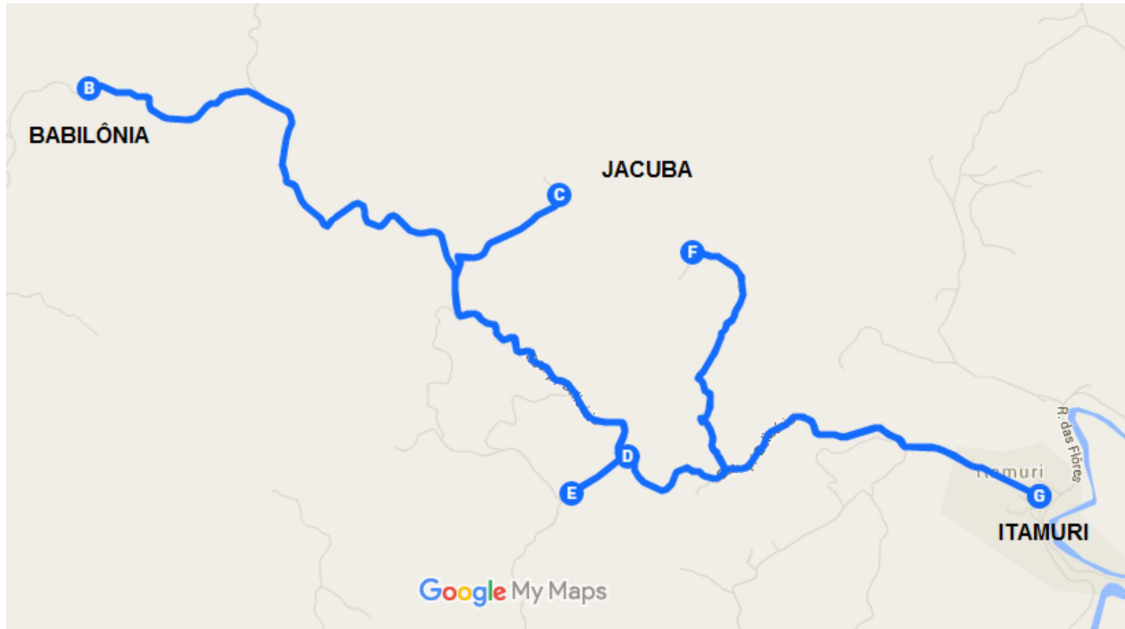 B
BABILÔNIA
JACUBA
C
F
R. das Flôres
D
E
Itamuri
G
ITAMURI
Google My Maps